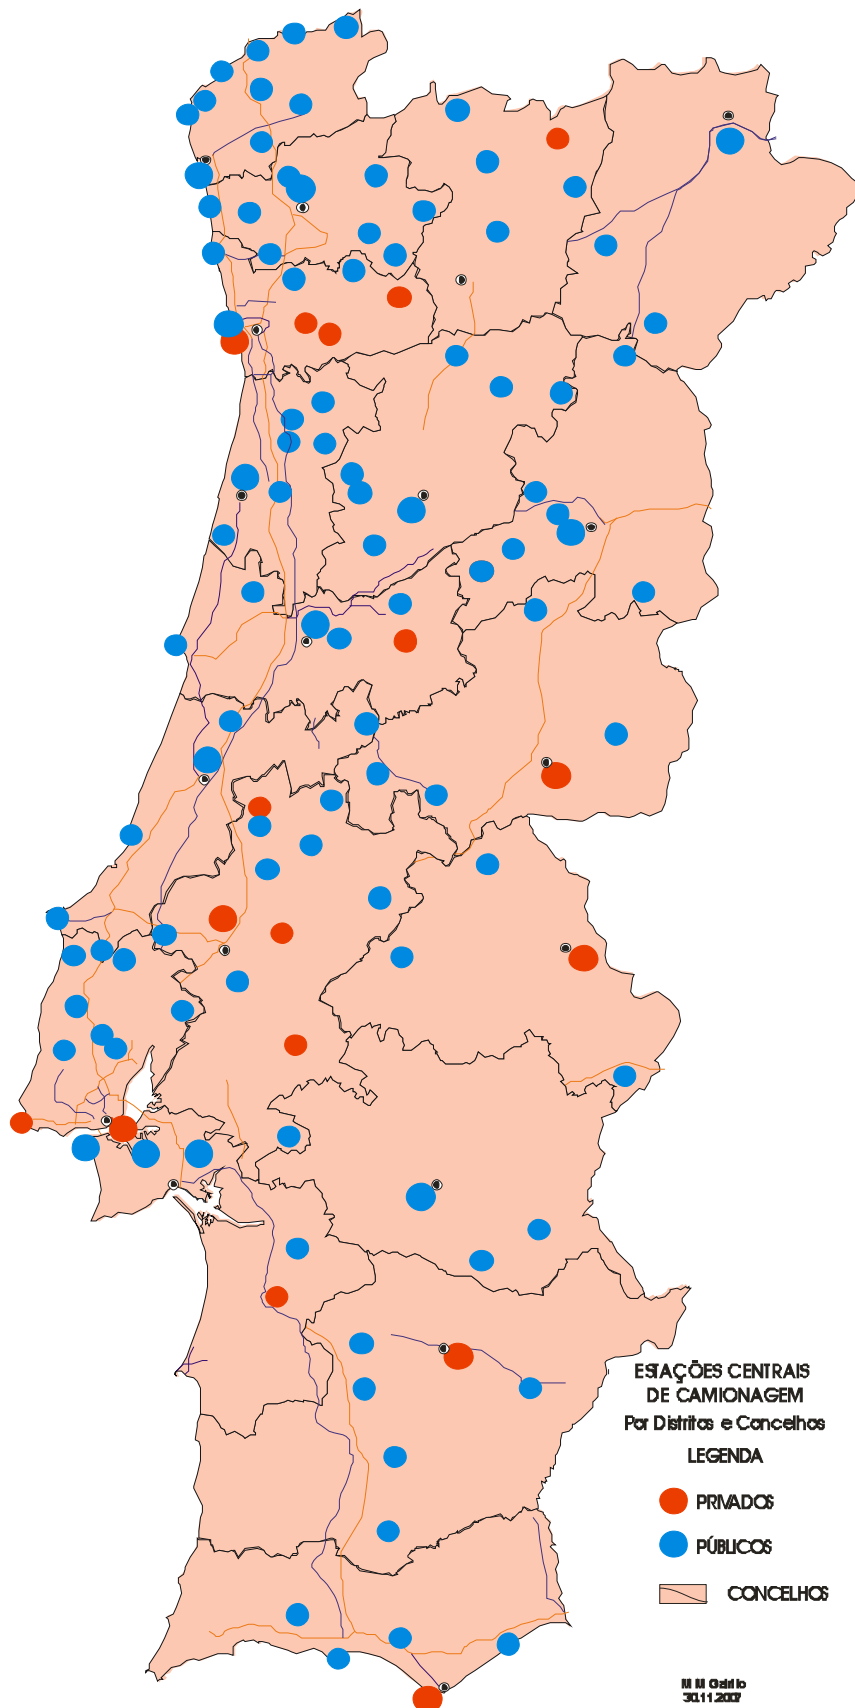 ESTAÇÕES CENTRAIS
DE CAMIONAGEM
Por Distritos e Concelhos
LEGENDA
PRIVADOS
PÚBLICOS
CONCELHOS
30.11.2007